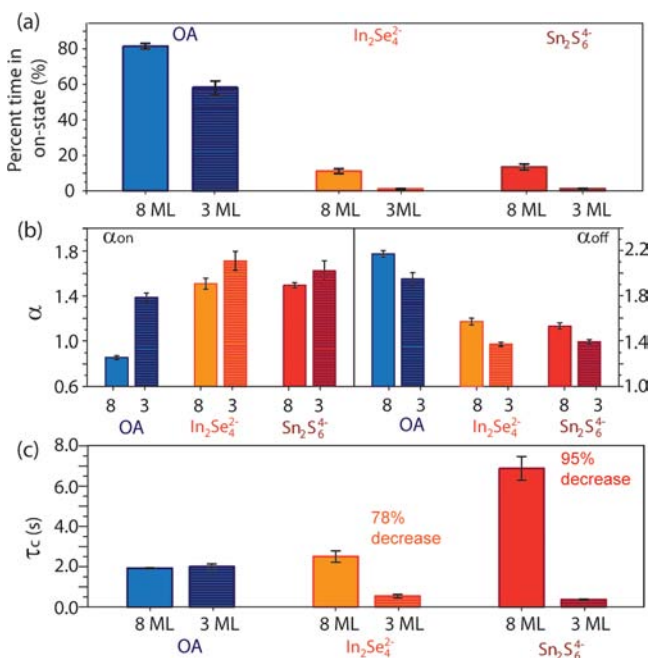 (a)
OA
In₂Se₄²⁻
Sn₂S₆⁴⁻
Percent time in
on-state (%)
80
60
40
20
0
8 ML 3 ML 8 ML 3ML 8 ML 3 ML
(b)
αon
αoff
α
1.8
1.4
1.0
0.6
2.2
1.8
1.4
1.0
8 3 8 3 8 3 8 3 8 3 8 3
OA In₂Se₄²⁻ Sn₂S₆⁴⁻ OA In₂Se₄²⁻ Sn₂S₆⁴⁻
(c)
τc (s)
8.0
6.0
4.0
2.0
0.0
78%
decrease
95%
decrease
8 ML 3 ML 8 ML 3 ML 8 ML 3 ML
OA In₂Se₄²⁻ Sn₂S₆⁴⁻